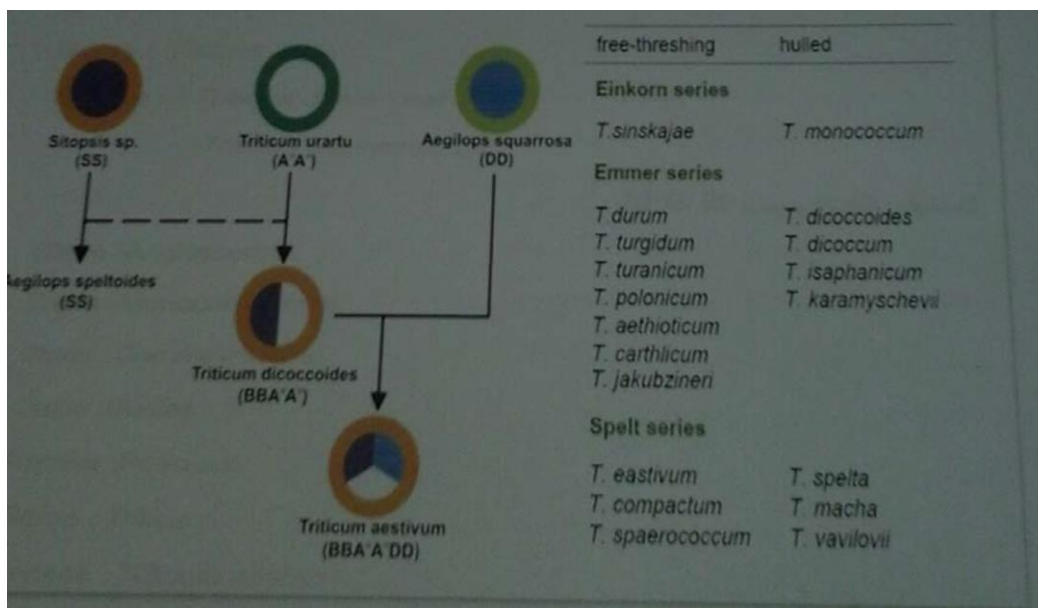 Sitopsis sp.
(SS)
Triticum urartu
(A´A´)
Aegilops squarrosa
(DD)
Aegilops speltoides
(SS)
Triticum dicoccoides
(BBA´A´)
Triticum aestivum
(BBA´A´DD)
free-threshing hulled
Einkorn series
T.sinskajae T. monococcum
Emmer series
T.durum T. dicoccoides
T. turgidum T. dicoccum
T. turanicum T. isaphanicum
T. polonicum T. karamyschevii
T. aethioticum
T. carthlicum
T. jakubzineri
Spelt series
T. eastivum T. spelta
T. compactum T. macha
T. spaerococcum T. vavilovii